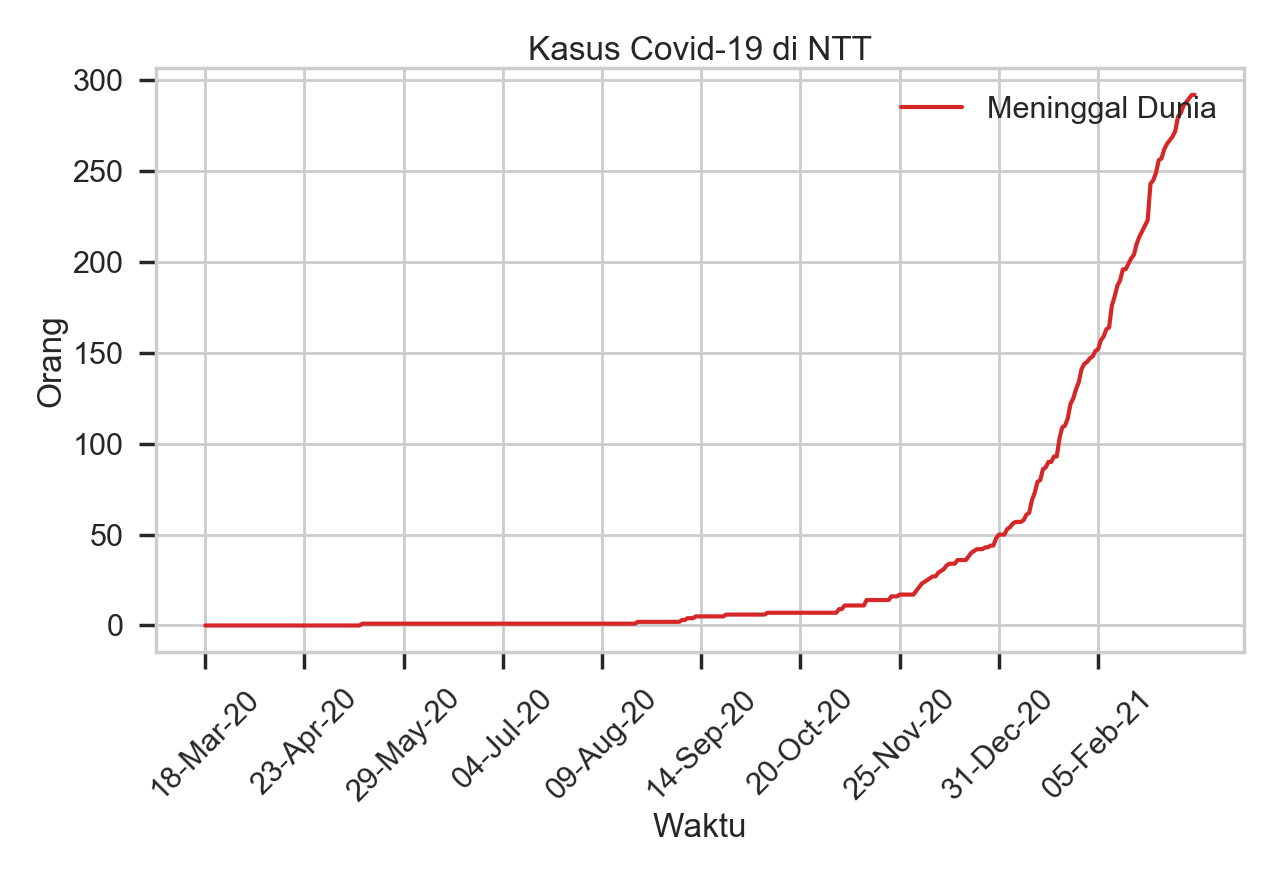 Kasus Covid-19 di NTT
Meninggal Dunia
Orang
300
250
200
150
100
50
0
18-Mar-20
23-Apr-20
29-May-20
04-Jul-20
09-Aug-20
14-Sep-20
20-Oct-20
25-Nov-20
31-Dec-20
05-Feb-21
Waktu